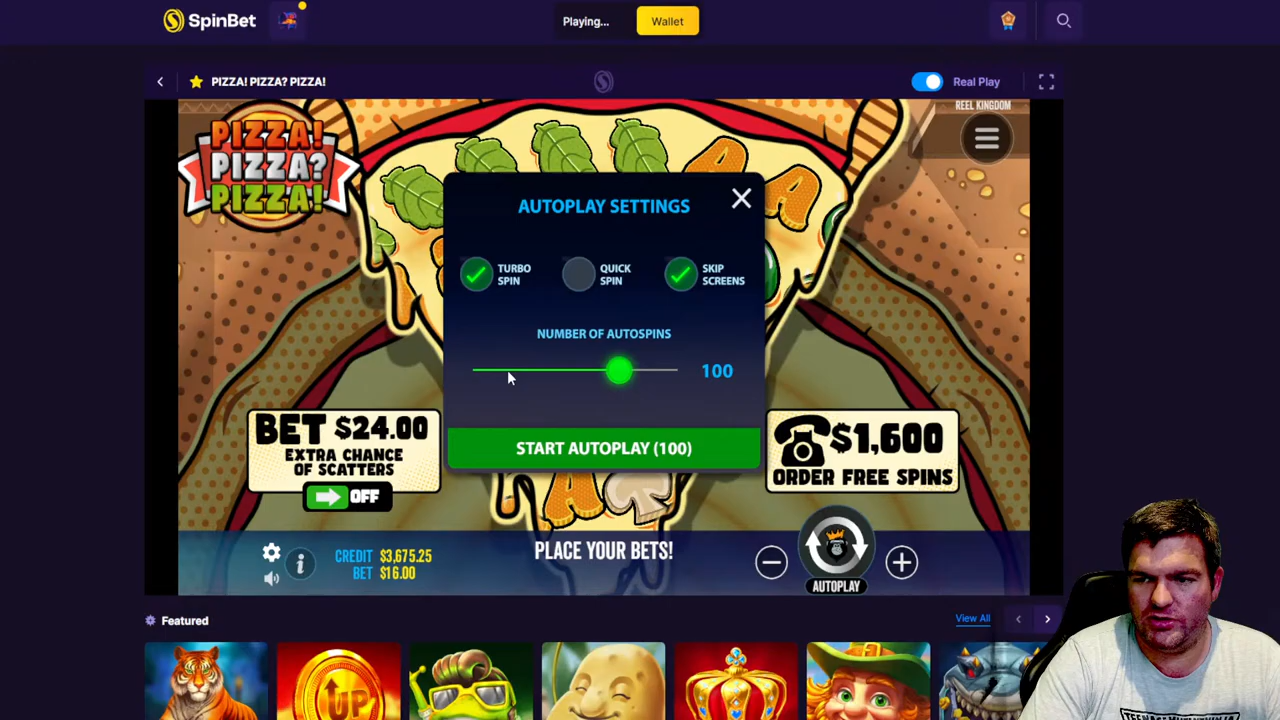 SpinBet
Playing...
Wallet
PIZZA! PIZZA? PIZZA!
Real Play
REEL KINGDOM
PIZZA!
PIZZA?
PIZZA!
AUTOPLAY SETTINGS
TURBO
SPIN
QUICK
SPIN
SKIP
SCREENS
NUMBER OF AUTOSPINS
100
START AUTOPLAY (100)
BET $24.00
EXTRA CHANCE
OF SCATTERS
OFF
$1,600
ORDER FREE SPINS
CREDIT $3,675.25
BET $16.00
PLACE YOUR BETS!
AUTOPLAY
Featured
View All
UP